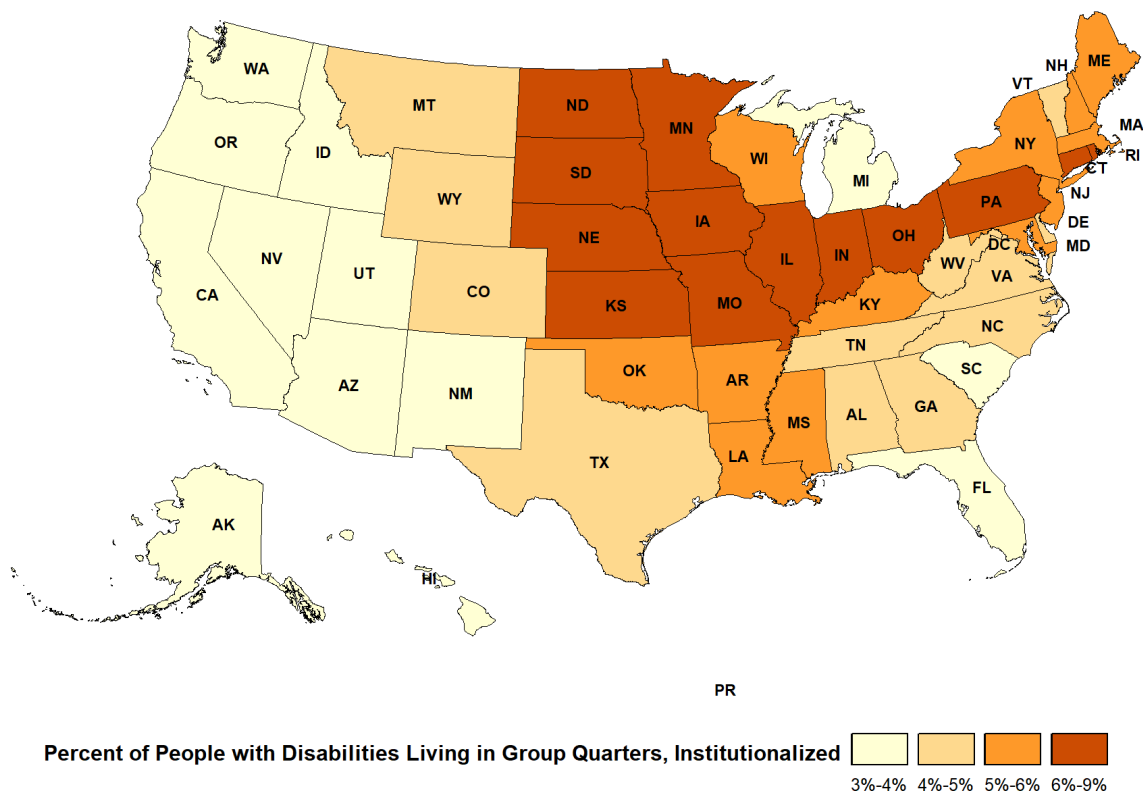 WA
MT
ND
MN
OR
ID
WY
SD
WI
MI
NY
VT
NH
ME
MA
RI
CT
NJ
PA
DE
MD
DC
NV
UT
CO
NE
IA
IL
IN
OH
WV
VA
CA
KS
MO
KY
NC
TN
AZ
NM
OK
AR
SC
MS
AL
GA
TX
LA
FL
AK
HI
PR
Percent of People with Disabilities Living in Group Quarters, Institutionalized
3%-4% 4%-5% 5%-6% 6%-9%